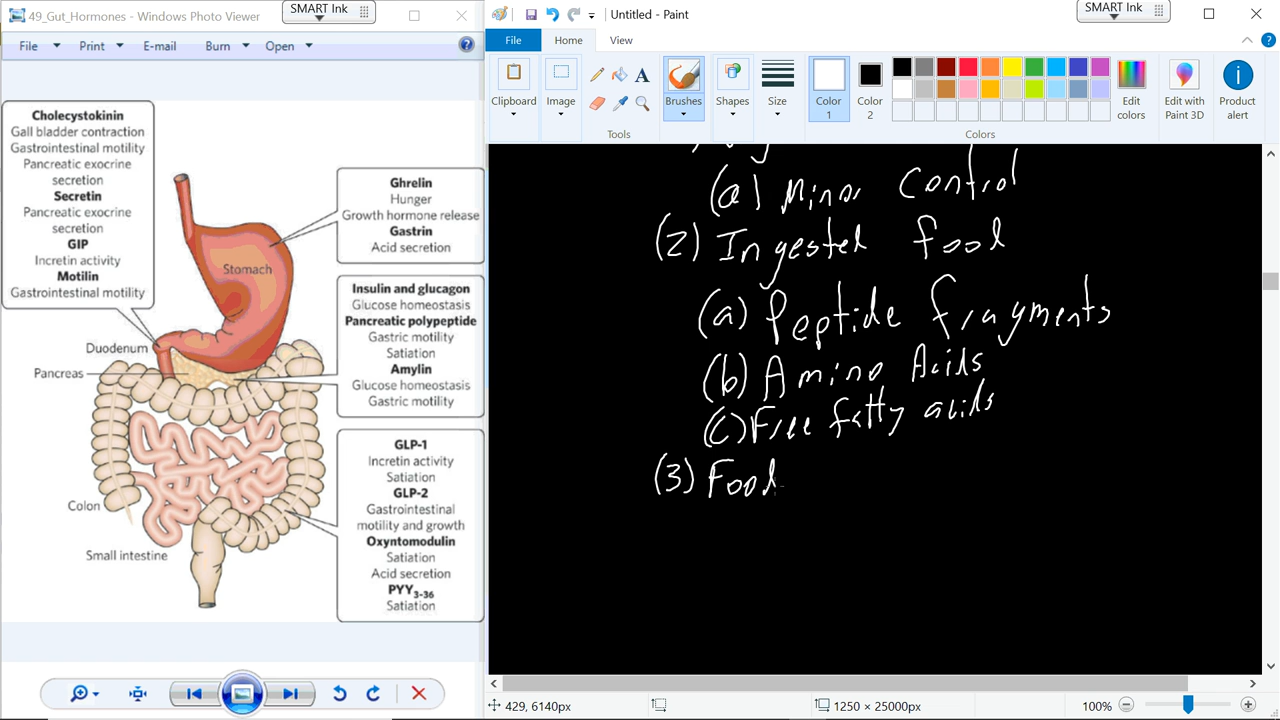 49_Gut_Hormones - Windows Photo Viewer
SMART Ink
File Print E-mail Burn Open
Cholecystokinin
Gall bladder contraction
Gastrointestinal motility
Pancreatic exocrine
secretion
Secretin
Pancreatic exocrine
secretion
GIP
Incretin activity
Motilin
Gastrointestinal motility
Ghrelin
Hunger
Growth hormone release
Gastrin
Acid secretion
Stomach
Insulin and glucagon
Glucose homeostasis
Pancreatic polypeptide
Gastric motility
Satiation
Amylin
Glucose homeostasis
Gastric motility
Duodenum
Pancreas
GLP-1
Incretin activity
Satiation
GLP-2
Gastrointestinal
motility and growth
Oxyntomodulin
Satiation
Acid secretion
PYY3-36
Satiation
Colon
Small intestine
Untitled - Paint
SMART Ink
File Home View
Clipboard
Image
Tools
Brushes
Shapes
Size
Color
1
Color
2
Edit
colors
Edit with
Paint 3D
Product
alert
Colors
(a) Minor Control
(2) Ingested food
(a) Peptide fragments
(b) Amino Acids
(c) Free fatty acids
(3) Food
429, 6140px
1250 × 25000px
100%